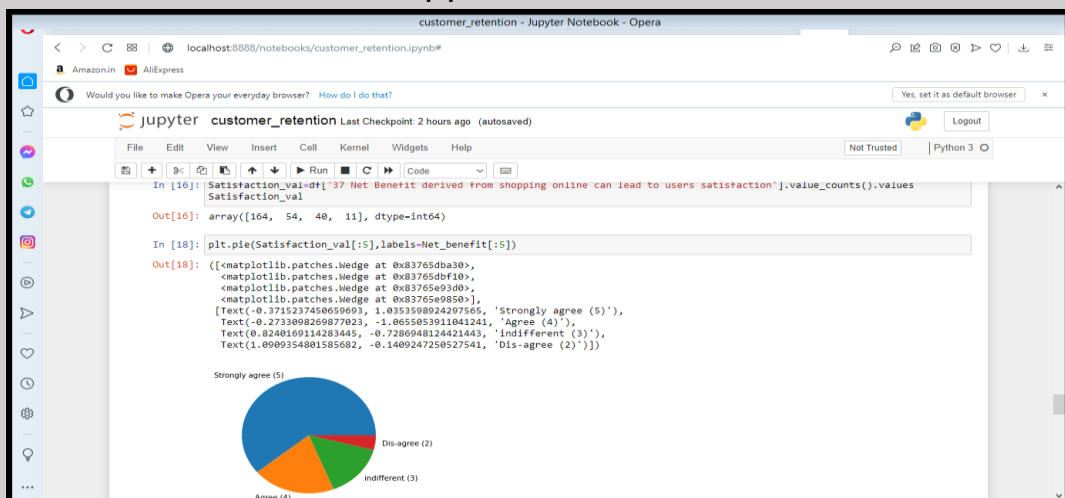 customer_retention - Jupyter Notebook - Opera
localhost:8888/notebooks/customer_retention.ipynb#
a Amazon.in AliExpress
Would you like to make Opera your everyday browser? How do I do that? Yes, set it as default browser
jupyter customer_retention Last Checkpoint: 2 hours ago (autosaved) Logout
File Edit View Insert Cell Kernel Widgets Help Not Trusted Python 3
Run Code
In [16]: Satisfaction_val=df['37 Net Benefit derived from shopping online can lead to users satisfaction'].value_counts().values
Satisfaction_val
Out[16]: array([164, 54, 40, 11], dtype=int64)
In [18]: plt.pie(Satisfaction_val[:5],labels=Net_benefit[:5])
Out[18]: ([<matplotlib.patches.Wedge at 0x83765dba30>,
<matplotlib.patches.Wedge at 0x83765dbf10>,
<matplotlib.patches.Wedge at 0x83765e93d0>,
<matplotlib.patches.Wedge at 0x83765e9850>],
[Text(-0.3715237450659693, 1.0353598924297565, 'Strongly agree (5)'),
Text(-0.2733098269877023, -1.0655053911041241, 'Agree (4)'),
Text(0.8240169114283445, -0.7286948124421443, 'indifferent (3)'),
Text(1.0909354801585682, -0.1409247250527541, 'Dis-agree (2)')])
Strongly agree (5)
Dis-agree (2)
indifferent (3)
Agree (4)